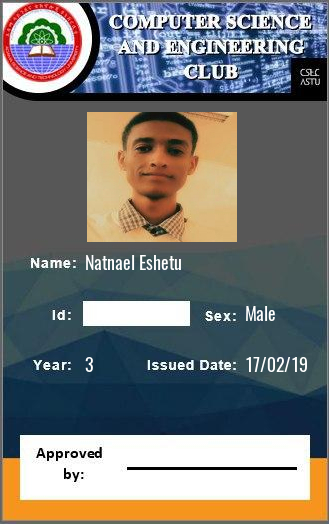 COMPUTER SCIENCE
AND ENGINEERING
CLUB
CSEC
ASTU
Name: Natnael Eshetu
Id:
Sex: Male
Year: 3
Issued Date: 17/02/19
Approved
by: